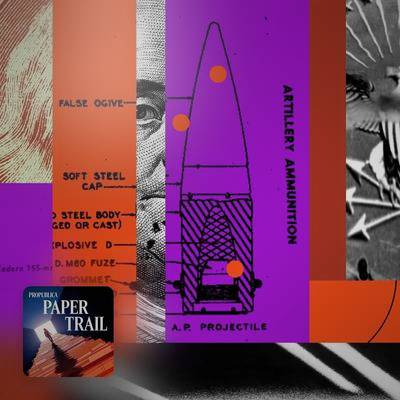 FALSE OGIVE
SOFT STEEL
CAP
D STEEL BODY
GED OR CAST)
XPLOSIVE D
D. M60 FUZE
GROMMET
ARTILLERY AMMUNITION
A.P. PROJECTILE
PROPUBLICA
PAPER
TRAIL